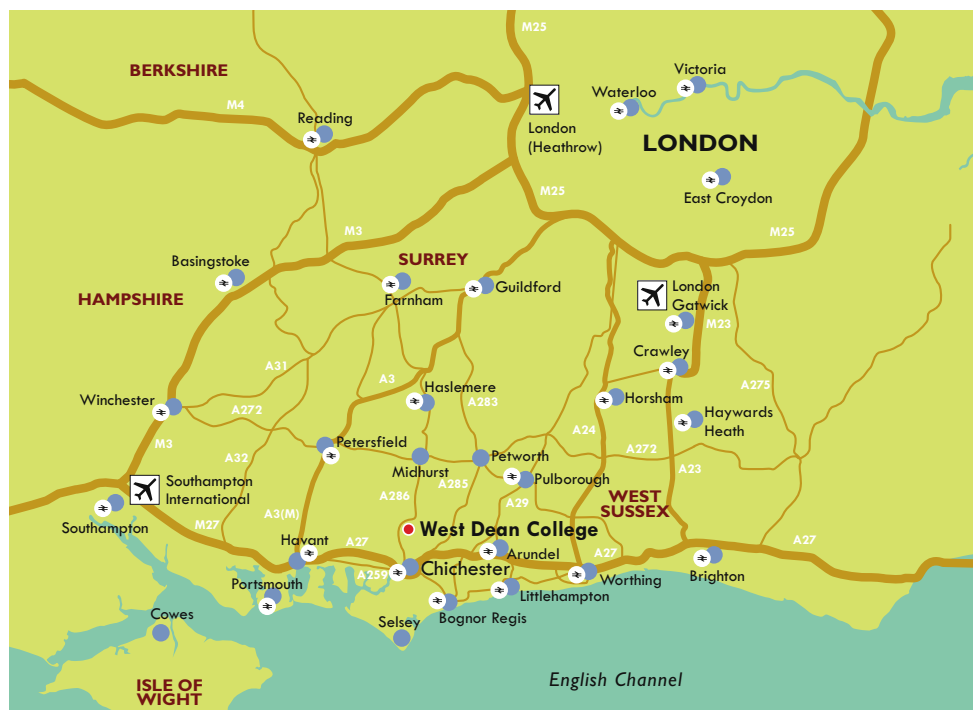 M25
BERKSHIRE
Victoria
Waterloo
M4
Reading
London
(Heathrow)
LONDON
East Croydon
M25
M25
M3
Basingstoke
SURREY
HAMPSHIRE
Farnham
Guildford
London
Gatwick
M23
Crawley
A31
A3
Haslemere
A275
Winchester
A272
A283
Horsham
Haywards
Heath
M3
Petersfield
A24
A272
A32
Midhurst
Petworth
A285
Pulborough
A23
Southampton
International
A286
A29
WEST
SUSSEX
Southampton
M27
A3(M)
West Dean College
Havant
A27
Arundel
A27
A27
A259
Chichester
Worthing
Brighton
Portsmouth
Littlehampton
Cowes
Selsey
Bognor Regis
English Channel
ISLE OF
WIGHT